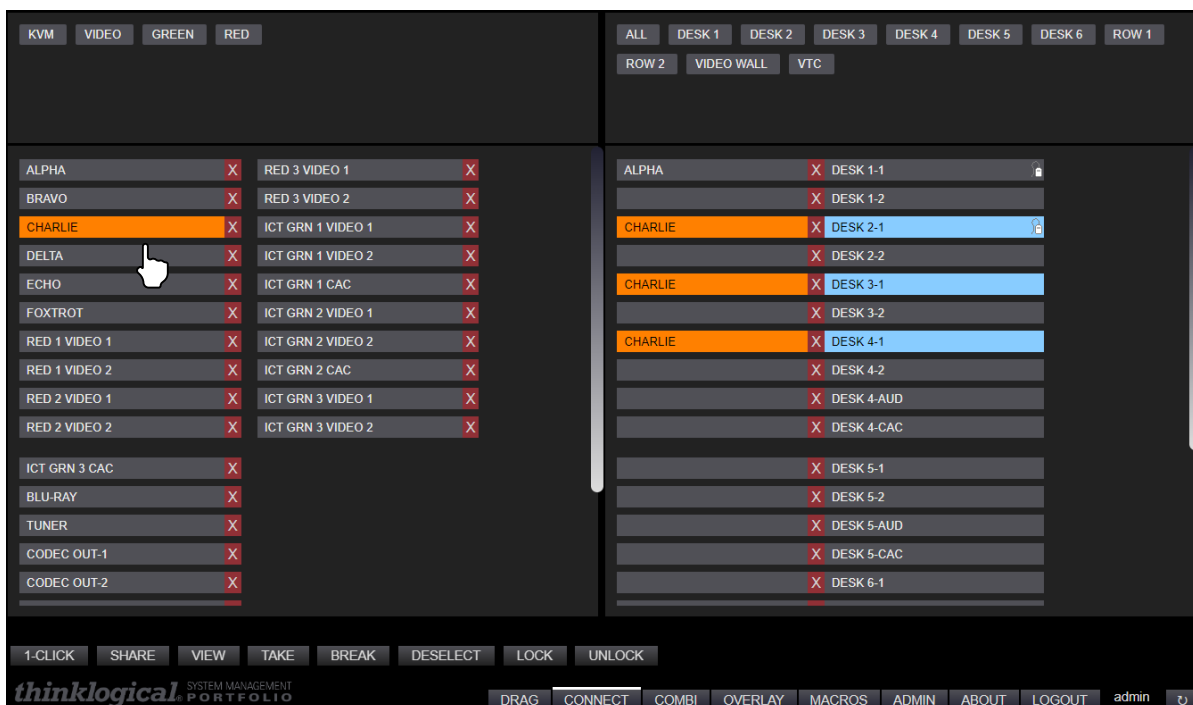 KVM VIDEO GREEN RED
ALL DESK 1 DESK 2 DESK 3 DESK 4 DESK 5 DESK 6 ROW 1
ROW 2 VIDEO WALL VTC
ALPHA X RED 3 VIDEO 1 X
BRAVO X RED 3 VIDEO 2 X
CHARLIE X ICT GRN 1 VIDEO 1 X
DELTA X ICT GRN 1 VIDEO 2 X
ECHO X ICT GRN 1 CAC X
FOXTROT X ICT GRN 2 VIDEO 1 X
RED 1 VIDEO 1 X ICT GRN 2 VIDEO 2 X
RED 1 VIDEO 2 X ICT GRN 2 CAC X
RED 2 VIDEO 1 X ICT GRN 3 VIDEO 1 X
RED 2 VIDEO 2 X ICT GRN 3 VIDEO 2 X
ICT GRN 3 CAC X
BLU-RAY X
TUNER X
CODEC OUT-1 X
CODEC OUT-2 X
ALPHA X DESK 1-1
X DESK 1-2
CHARLIE X DESK 2-1
X DESK 2-2
CHARLIE X DESK 3-1
X DESK 3-2
CHARLIE X DESK 4-1
X DESK 4-2
X DESK 4-AUD
X DESK 4-CAC
X DESK 5-1
X DESK 5-2
X DESK 5-AUD
X DESK 5-CAC
X DESK 6-1
1-CLICK SHARE VIEW TAKE BREAK DESELECT LOCK UNLOCK
thinklogical® SYSTEM MANAGEMENT
PORTFOLIO
DRAG CONNECT COMBI OVERLAY MACROS ADMIN ABOUT LOGOUT admin ↻